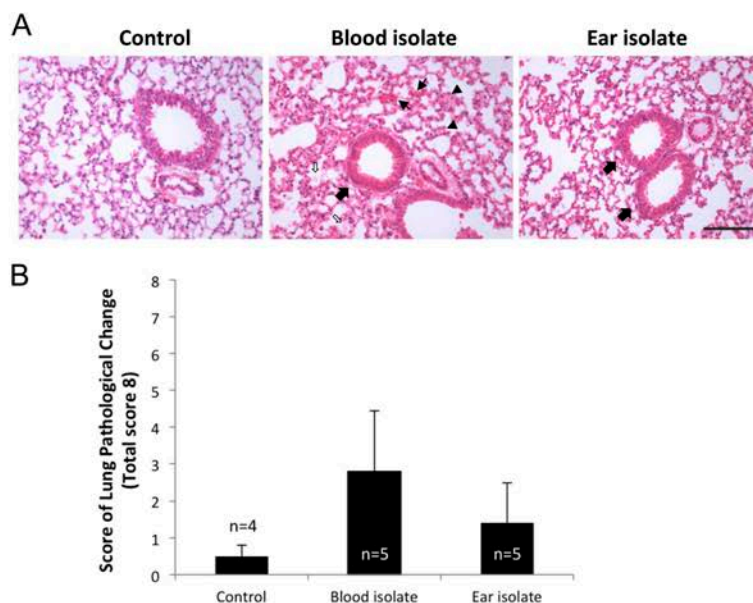 A
Control
Blood isolate
Ear isolate
B
Score of Lung Pathological Change
(Total score 8)
8
7
6
5
4
3
2
1
0
n=4
n=5
n=5
Control
Blood isolate
Ear isolate